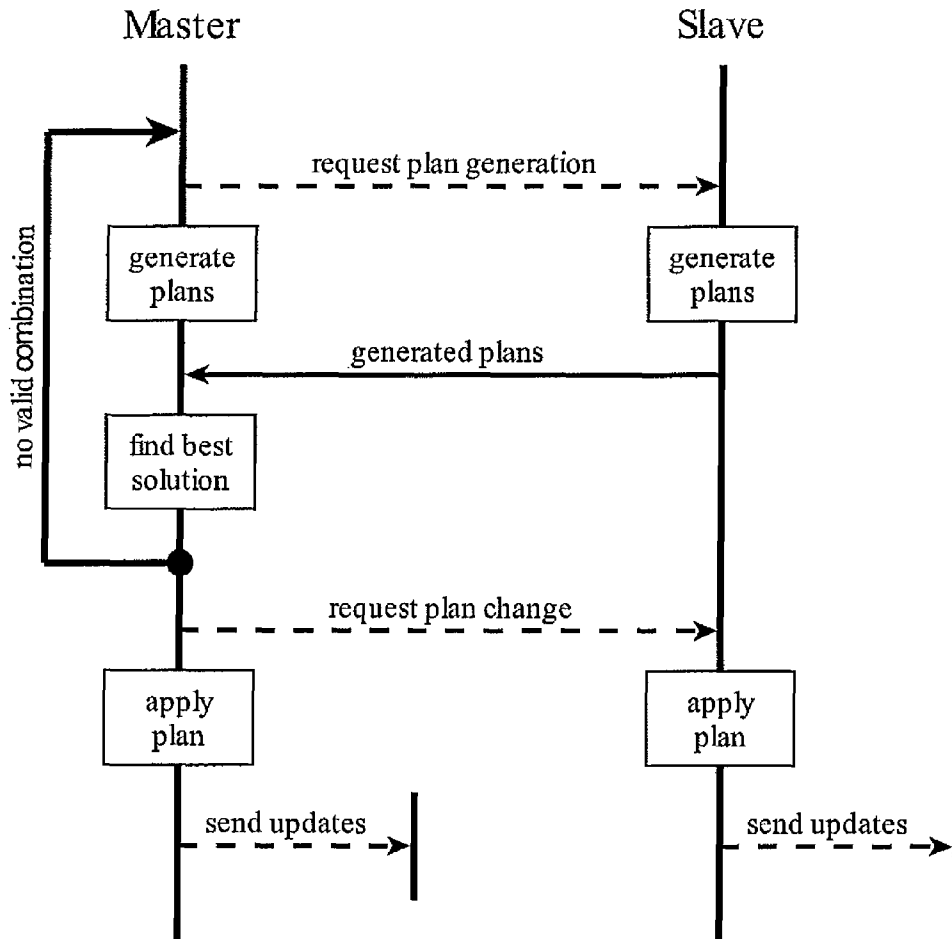 Master
Slave
request plan generation
generate
plans
generate
plans
generated plans
no valid combination
find best
solution
request plan change
apply
plan
apply
plan
send updates
send updates